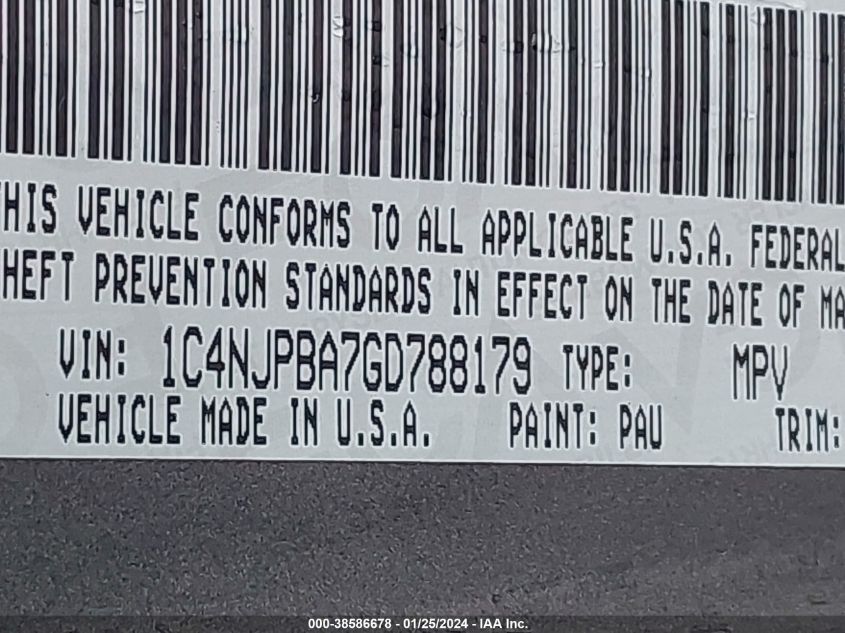 THIS VEHICLE CONFORMS TO ALL APPLICABLE U.S.A. FEDERAL
HEFT PREVENTION STANDARDS IN EFFECT ON THE DATE OF MA
VIN: 1C4NJPBA7GD788179 TYPE: MPV
VEHICLE MADE IN U.S.A. PAINT: PAU TRIM:
000-38586678 - 01/25/2024 - IAA Inc.